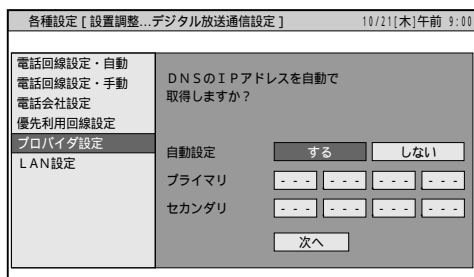 各種設定 [ 設置調整...デジタル放送通信設定 ] 10/21[木]午前 9:00
電話回線設定・自動
電話回線設定・手動
電話会社設定
優先利用回線設定
プロバイダ設定
ＬＡＮ設定
ＤＮＳのＩＰアドレスを自動で
取得しますか？
自動設定 する しない
プライマリ - - - . - - - . - - - . - - -
セカンダリ - - - . - - - . - - - . - - -
次へ